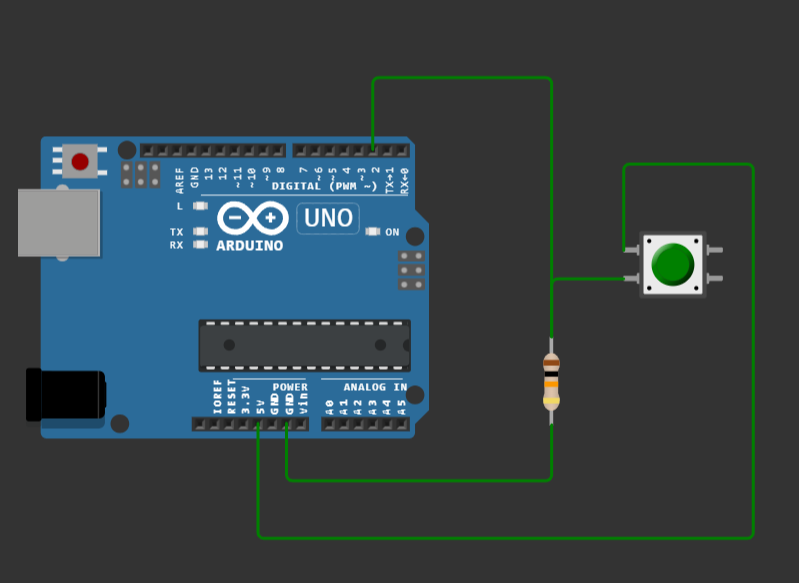 AREF
GND
13
12
~11
~10
~9
8
7
~6
~5
4
~3
2
TX→1
RX←0
DIGITAL (PWM ~)
L
TX
RX
UNO
ON
ARDUINO
POWER
ANALOG IN
IOREF
RESET
3.3V
5V
GND
GND
Vin
A0
A1
A2
A3
A4
A5